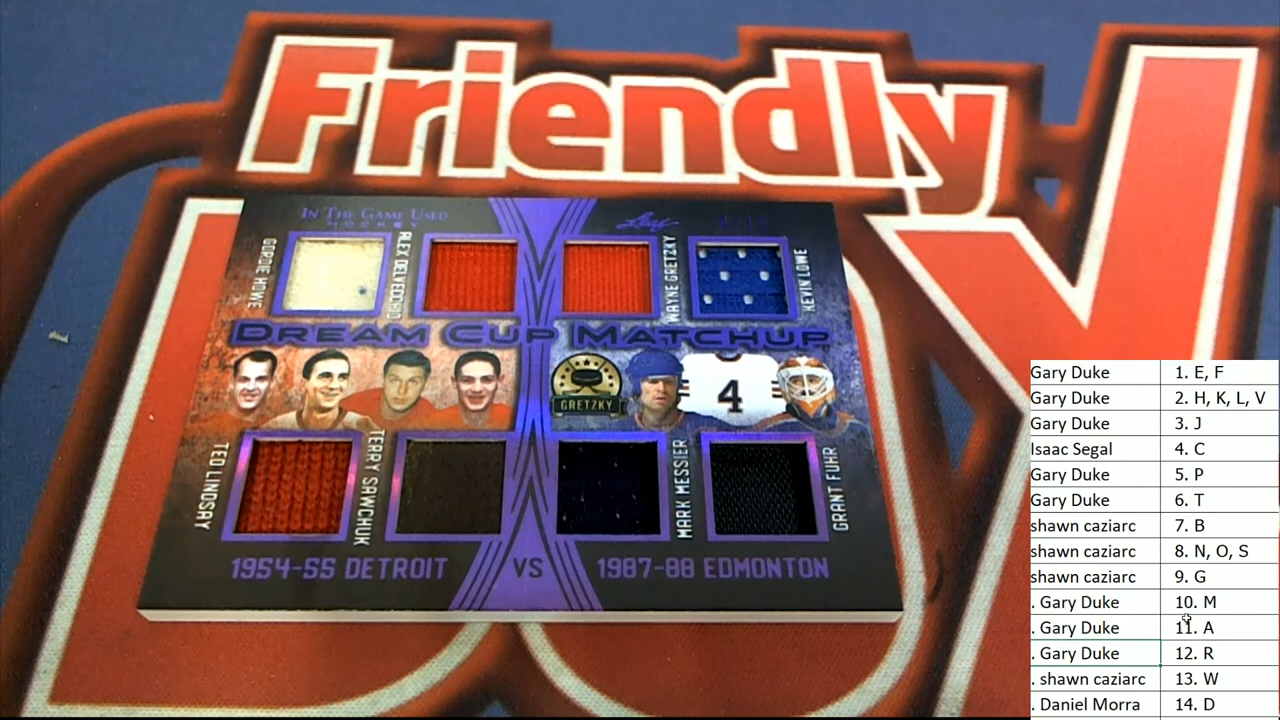 Friendly
IN THE GAME USED
HOCKEY
Leaf
GORDIE HOWE
ALEX DELVECCHIO
WAYNE GRETZKY
KEVIN LOWE
DREAM CUP MATCHUP
GRETZKY
4
TED LINDSAY
TERRY SAWCHUK
MARK MESSIER
GRANT FUHR
1954-55 DETROIT VS 1987-88 EDMONTON
Gary Duke 1. E, F
Gary Duke 2. H, K, L, V
Gary Duke 3. J
Isaac Segal 4. C
Gary Duke 5. P
Gary Duke 6. T
shawn caziarc 7. B
shawn caziarc 8. N, O, S
shawn caziarc 9. G
. Gary Duke 10. M
. Gary Duke 11. A
. Gary Duke 12. R
. shawn caziarc 13. W
. Daniel Morra 14. D